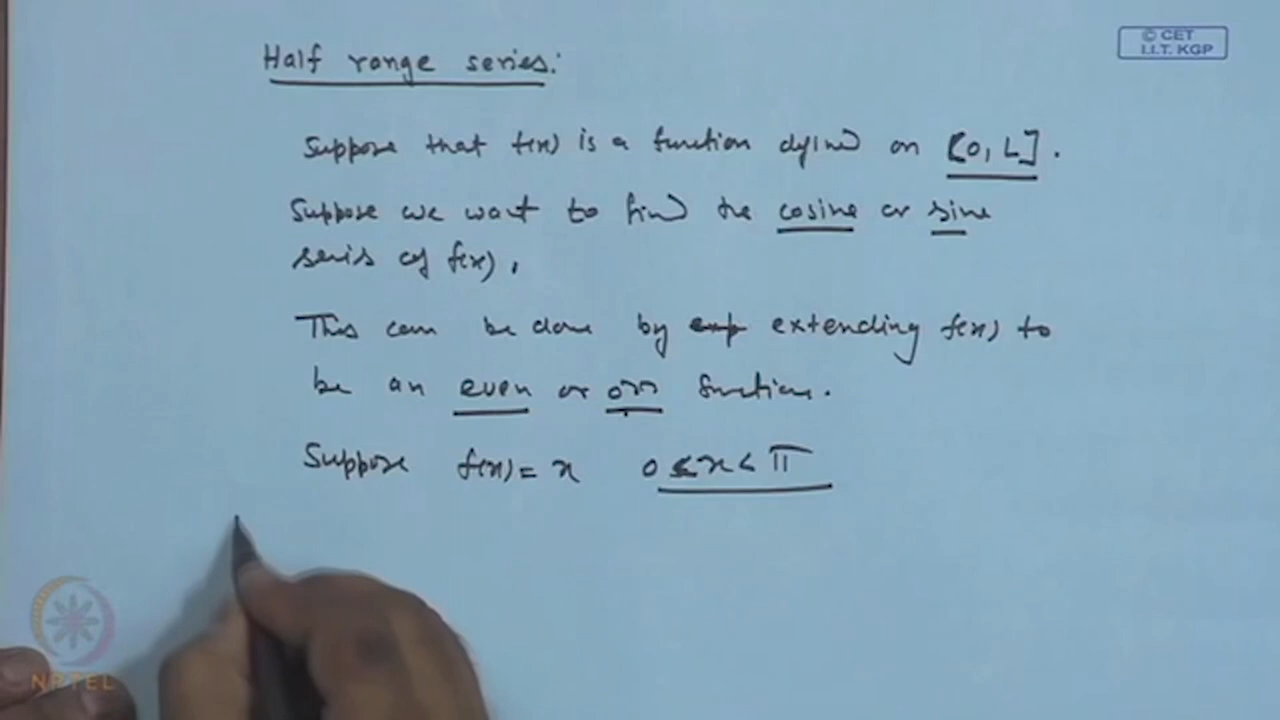 © CET
I.I.T. KGP
Half range series:
Suppose that f(x) is a function defined on [0, L].
Suppose we want to find the cosine or sine
series of f(x).
This can be done by exp extending f(x) to
be an even or odd function.
Suppose f(x) = x 0 ≤ x < π
NPTEL